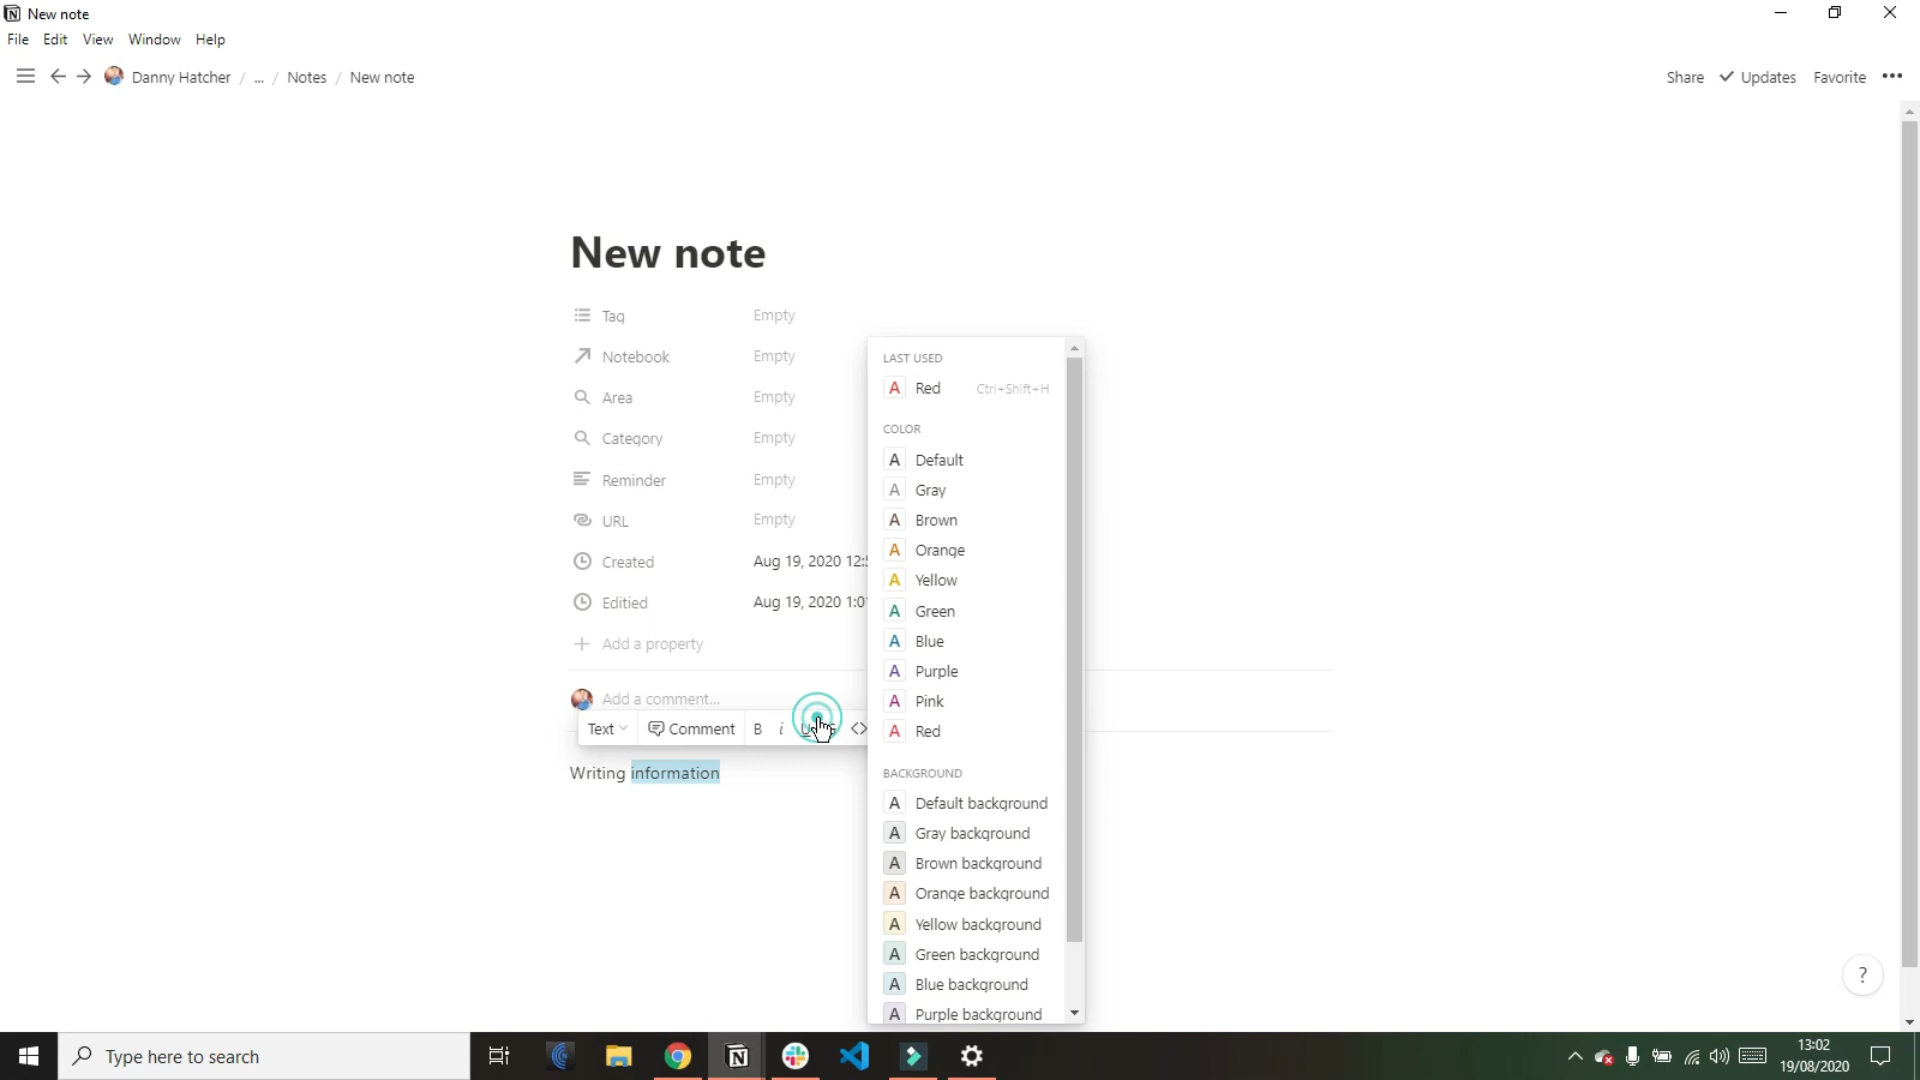 New note
File Edit View Window Help
Danny Hatcher / ... / Notes / New note
Share Updates Favorite
New note
Tag Empty
Notebook Empty
Area Empty
Category Empty
Reminder Empty
URL Empty
Created Aug 19, 2020 12:5
Editied Aug 19, 2020 1:01
Add a property
Add a comment...
Text Comment B i U S <>
Writing information
LAST USED
A Red Ctrl+Shift+H
COLOR
A Default
A Gray
A Brown
A Orange
A Yellow
A Green
A Blue
A Purple
A Pink
A Red
BACKGROUND
A Default background
A Gray background
A Brown background
A Orange background
A Yellow background
A Green background
A Blue background
A Purple background
?
Type here to search
13:02
19/08/2020